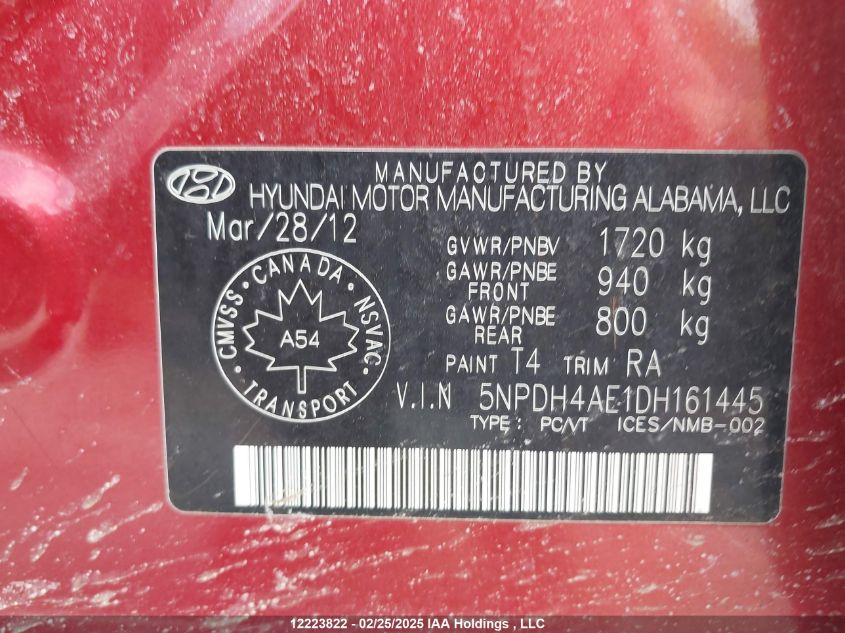 MANUFACTURED BY
HYUNDAI MOTOR MANUFACTURING ALABAMA, LLC
Mar/28/12
GVWR/PNBV 1720 kg
GAWR/PNBE FRONT 940 kg
GAWR/PNBE REAR 800 kg
PAINT T4 TRIM RA
V.I.N 5NPDH4AE1DH161445
TYPE: PC/VT ICES/NMB-002
CMVSS · CANADA · NSVAC · TRANSPORT ·
A54
12223822 - 02/25/2025 IAA Holdings , LLC